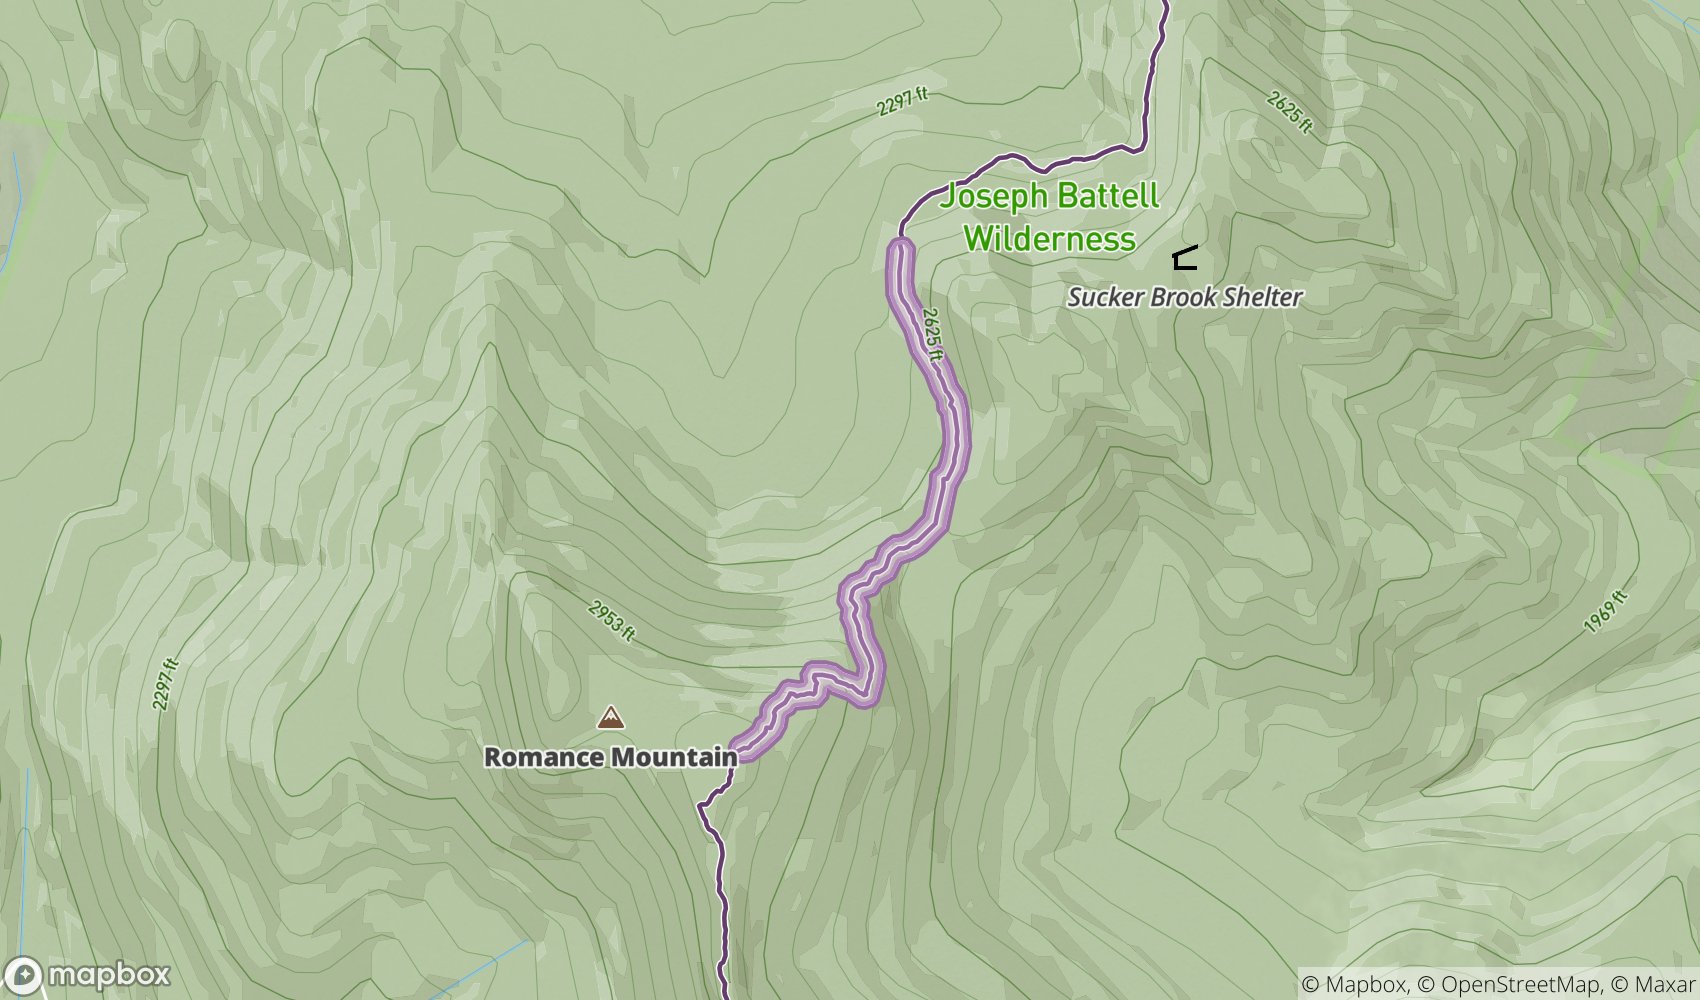 2297 ft
2625 ft
Joseph Battell
Wilderness
Sucker Brook Shelter
2625 ft
2953 ft
1969 ft
2297 ft
Romance Mountain
mapbox
© Mapbox, © OpenStreetMap, © Maxar